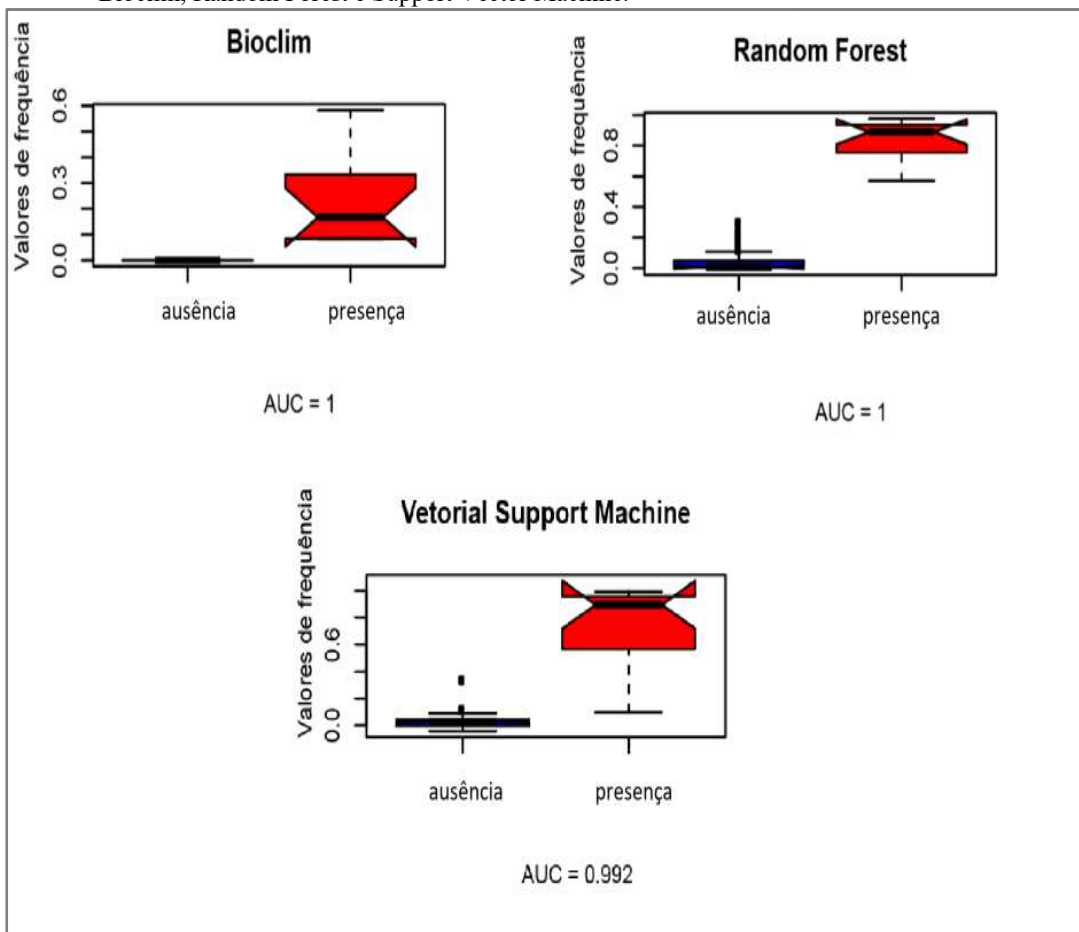 Bioclim, Random Forest e Support Vector Machine.
Bioclim
Valores de frequência
0.6
0.3
0.0
ausência presença
AUC = 1
Random Forest
Valores de frequência
0.8
0.4
0.0
ausência presença
AUC = 1
Vetorial Support Machine
Valores de frequência
0.6
0.0
ausência presença
AUC = 0.992